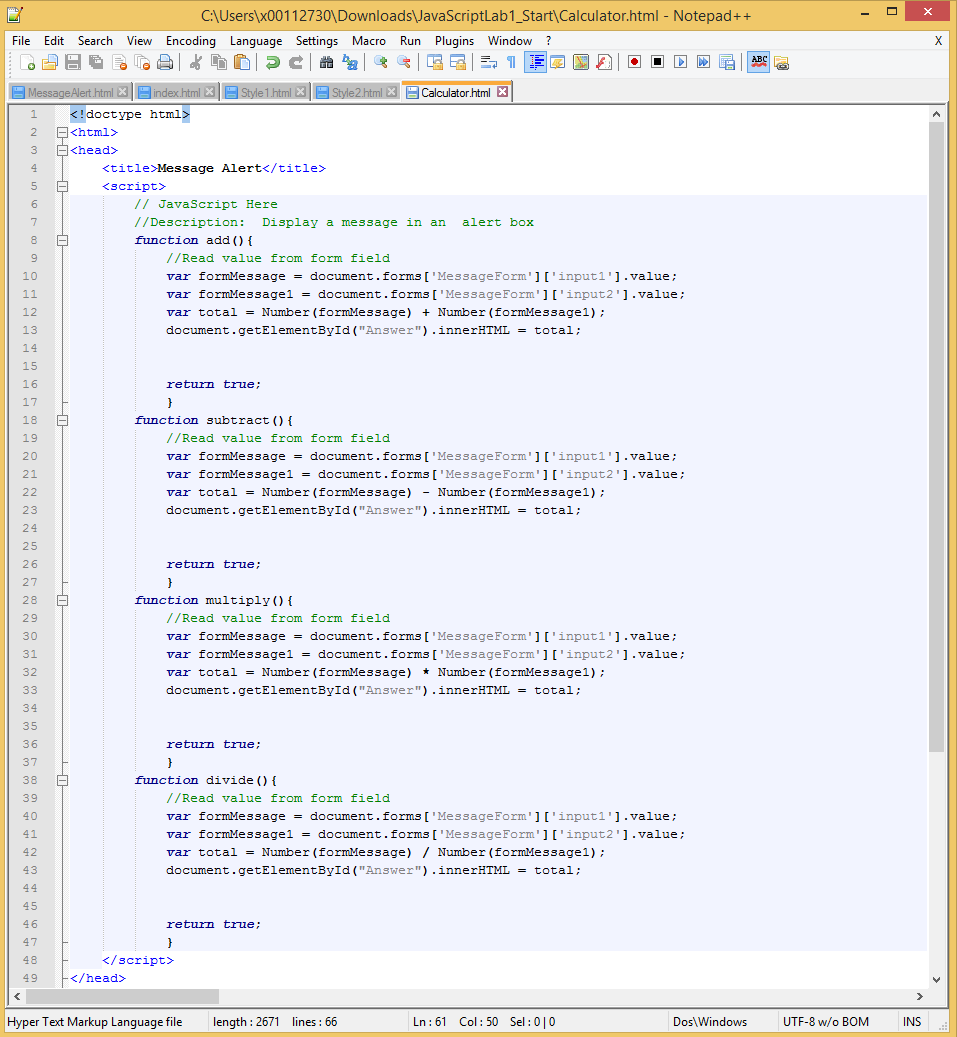 C:\Users\x00112730\Downloads\JavaScriptLab1_Start\Calculator.html - Notepad++
File Edit Search View Encoding Language Settings Macro Run Plugins Window ? X
ABC
MessageAlert.html index.html Style1.html Style2.html Calculator.html
1 <!doctype html>
2 <html>
3 <head>
4 <title>Message Alert</title>
5 <script>
6 // JavaScript Here
7 //Description:  Display a message in an  alert box
8 function add(){
9 //Read value from form field
10 var formMessage = document.forms['MessageForm']['input1'].value;
11 var formMessage1 = document.forms['MessageForm']['input2'].value;
12 var total = Number(formMessage) + Number(formMessage1);
13 document.getElementById("Answer").innerHTML = total;
14
15
16 return true;
17 }
18 function subtract(){
19 //Read value from form field
20 var formMessage = document.forms['MessageForm']['input1'].value;
21 var formMessage1 = document.forms['MessageForm']['input2'].value;
22 var total = Number(formMessage) - Number(formMessage1);
23 document.getElementById("Answer").innerHTML = total;
24
25
26 return true;
27 }
28 function multiply(){
29 //Read value from form field
30 var formMessage = document.forms['MessageForm']['input1'].value;
31 var formMessage1 = document.forms['MessageForm']['input2'].value;
32 var total = Number(formMessage) * Number(formMessage1);
33 document.getElementById("Answer").innerHTML = total;
34
35
36 return true;
37 }
38 function divide(){
39 //Read value from form field
40 var formMessage = document.forms['MessageForm']['input1'].value;
41 var formMessage1 = document.forms['MessageForm']['input2'].value;
42 var total = Number(formMessage) / Number(formMessage1);
43 document.getElementById("Answer").innerHTML = total;
44
45
46 return true;
47 }
48 </script>
49 </head>
Hyper Text Markup Language file length : 2671 lines : 66 Ln : 61 Col : 50 Sel : 0 | 0 Dos\Windows UTF-8 w/o BOM INS